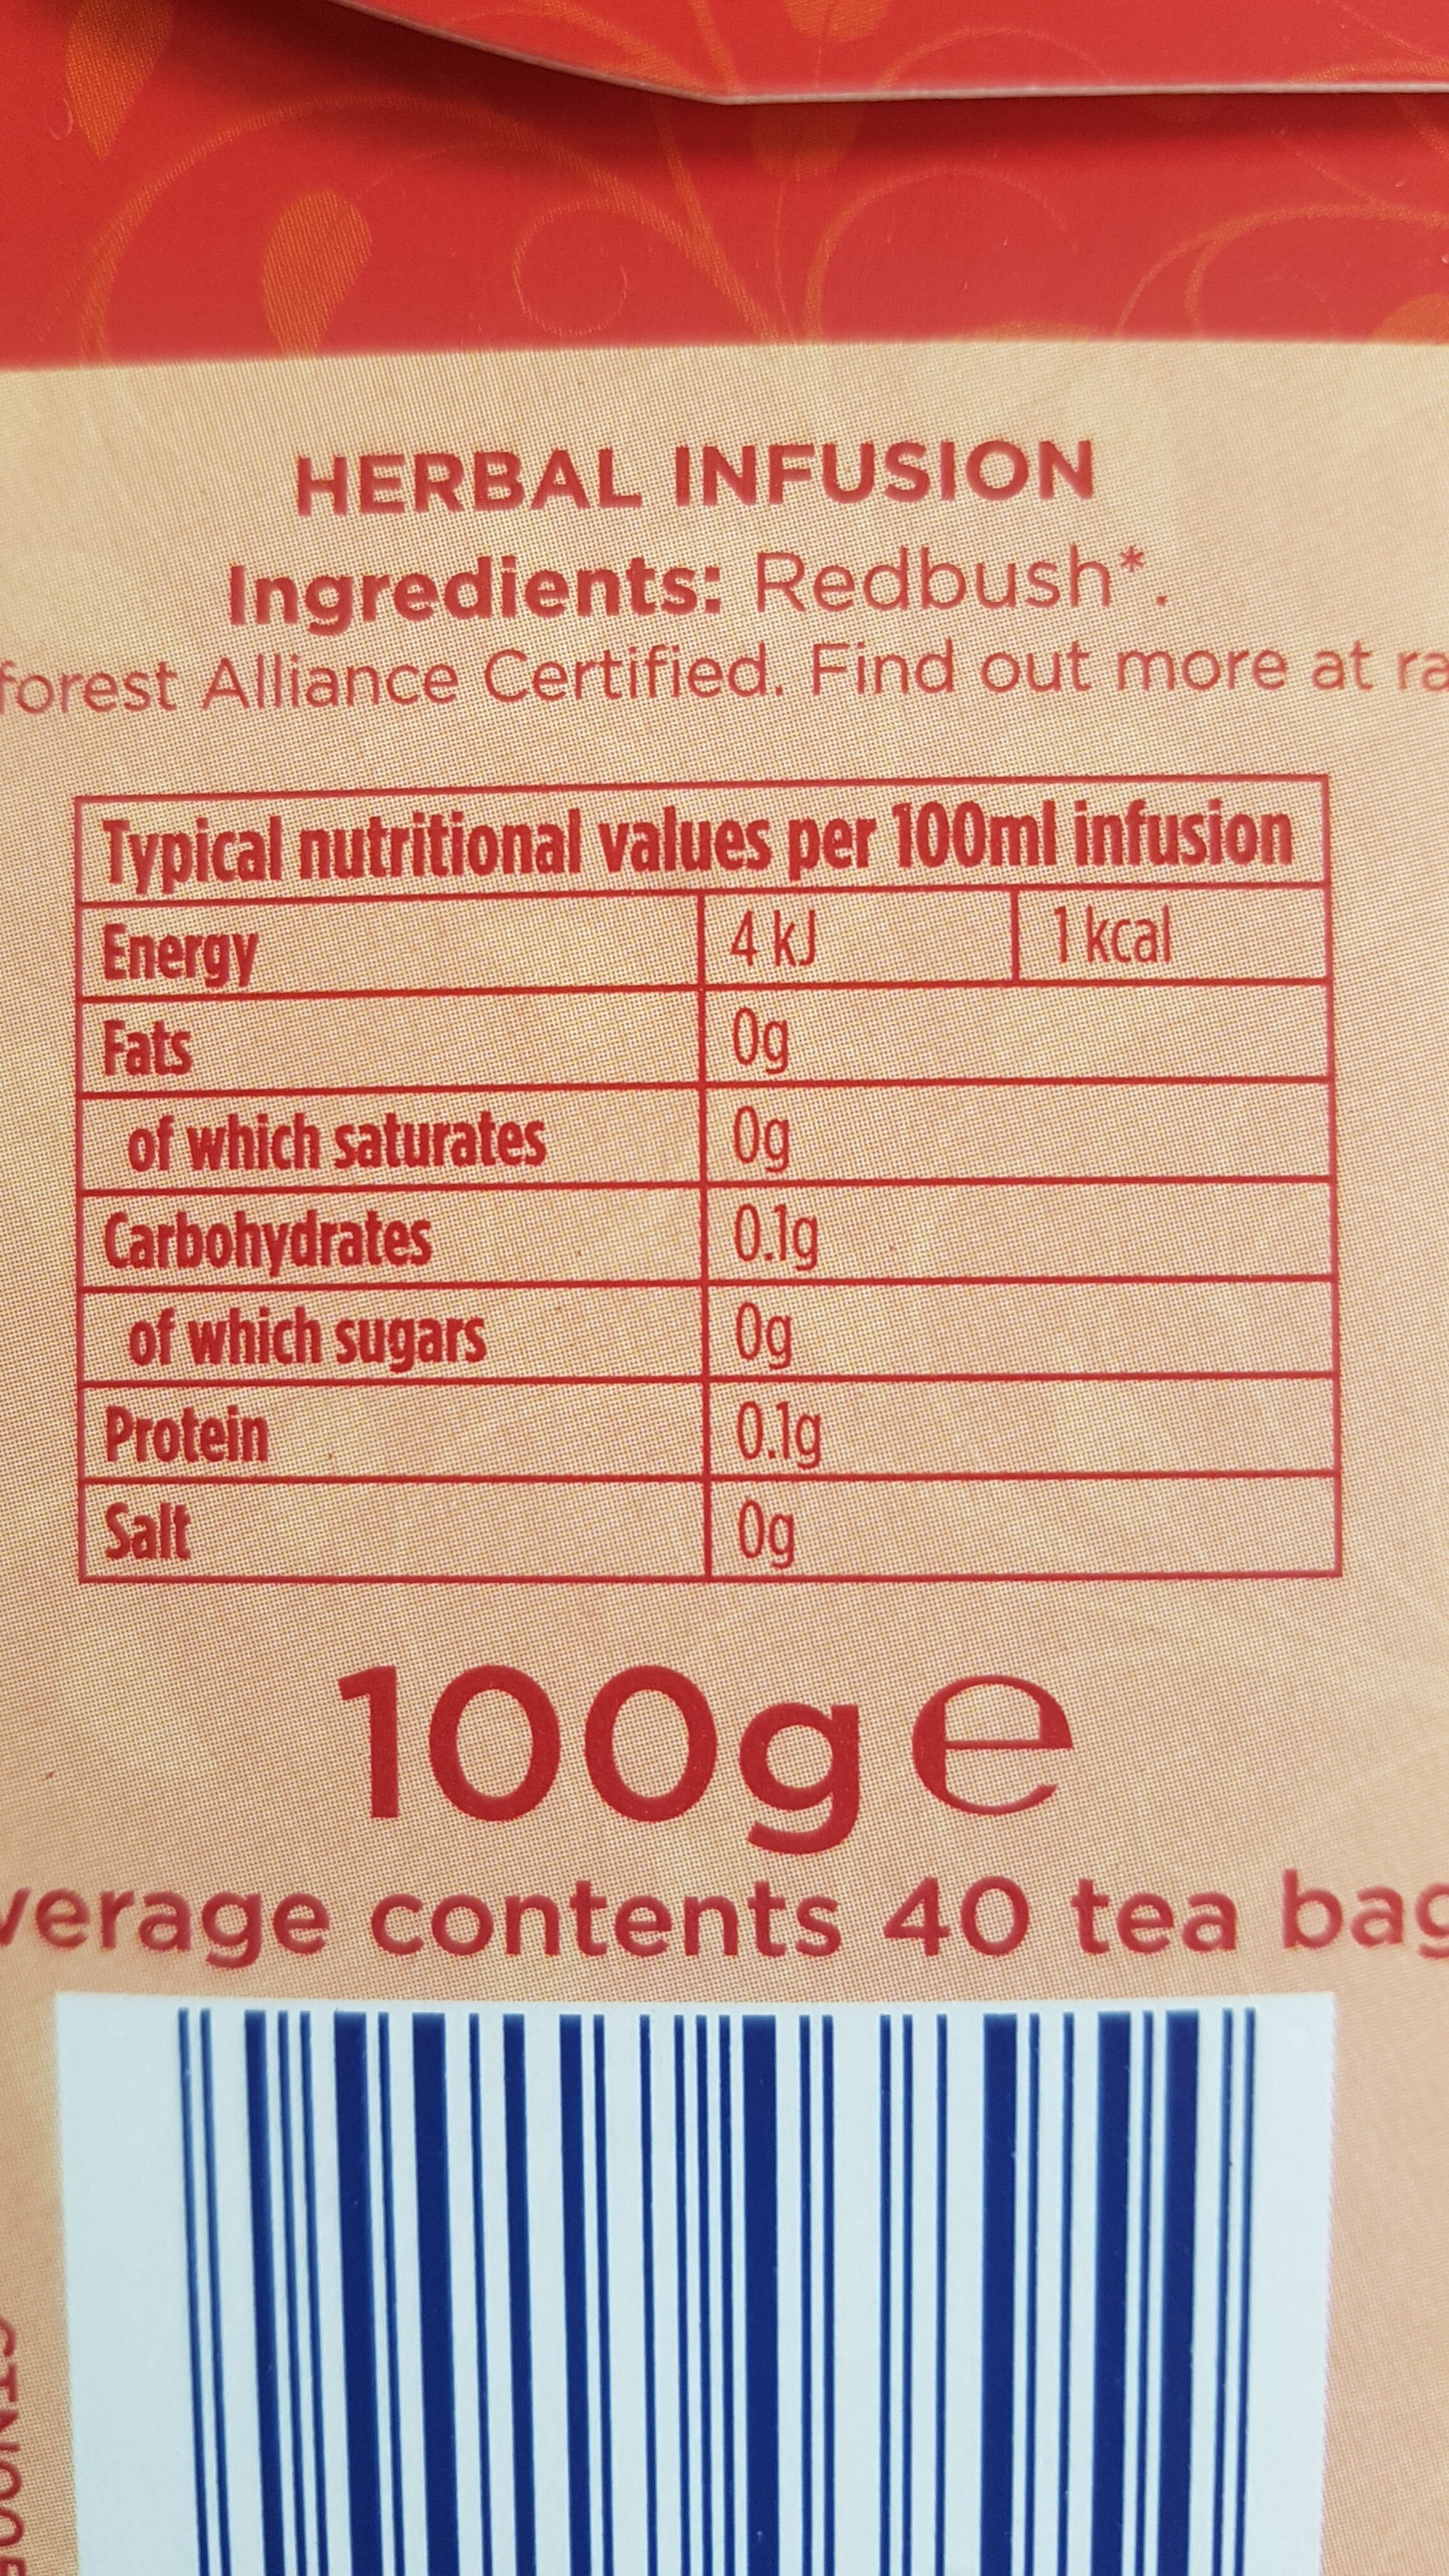 HERBAL INFUSION
Ingredients: Redbush*.
forest Alliance Certified. Find out more at ra
Typical nutritional values per 100ml infusion
Energy 4 kJ 1 kcal
Fats 0g
of which saturates 0g
Carbohydrates 0.1g
of which sugars 0g
Protein 0.1g
Salt 0g
100g e
verage contents 40 tea bag